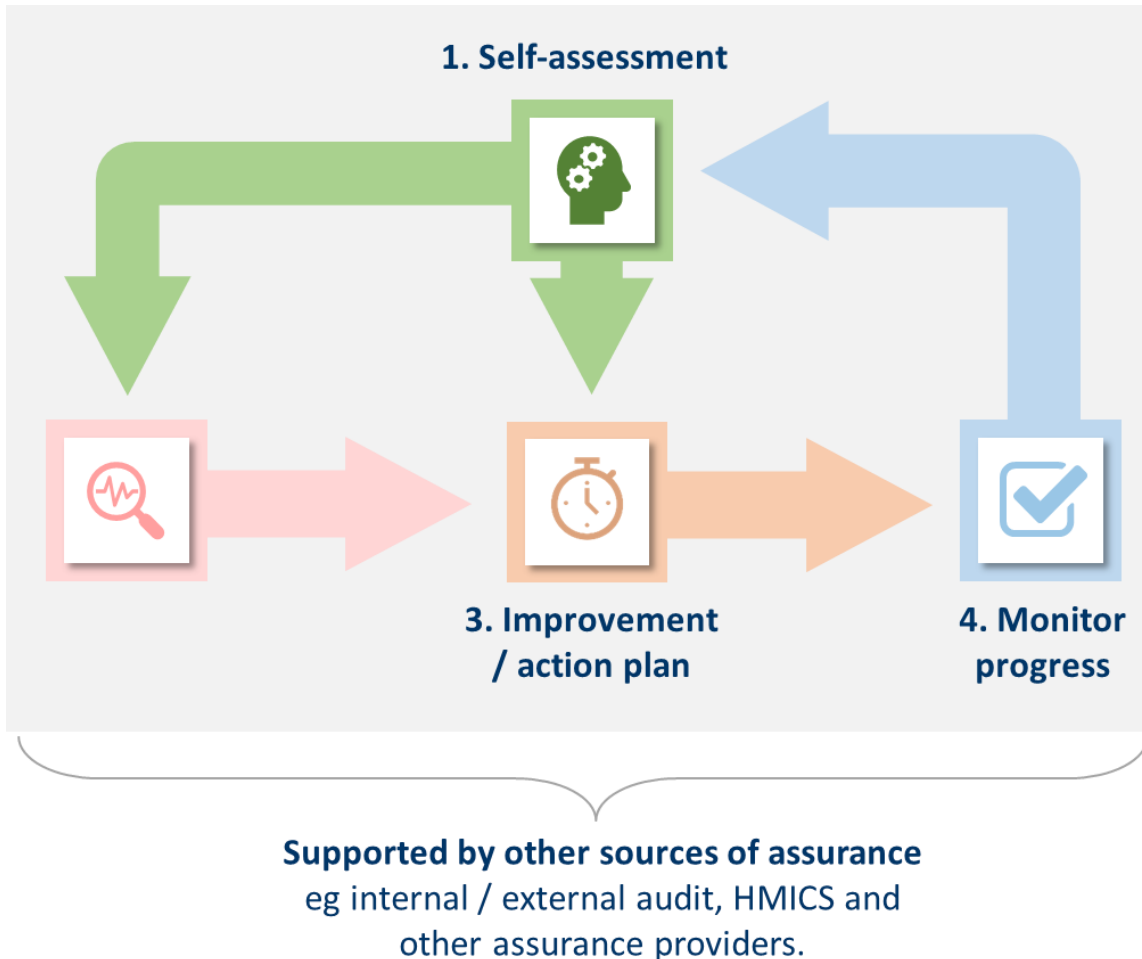 1. Self-assessment
3. Improvement
/ action plan
4. Monitor
progress
Supported by other sources of assurance
eg internal / external audit, HMICS and
other assurance providers.